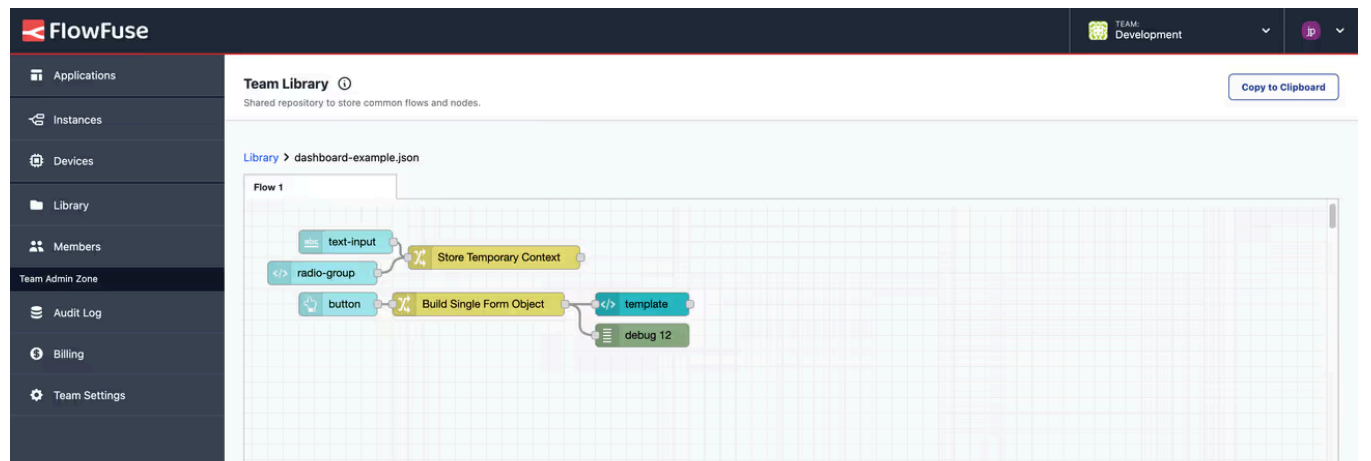 FlowFuse
TEAM:
Development
jp
Applications
Instances
Devices
Library
Members
Team Admin Zone
Audit Log
Billing
Team Settings
Team Library
Shared repository to store common flows and nodes.
Copy to Clipboard
Library > dashboard-example.json
Flow 1
abc text-input
Store Temporary Context
</> radio-group
button
Build Single Form Object
</> template
debug 12